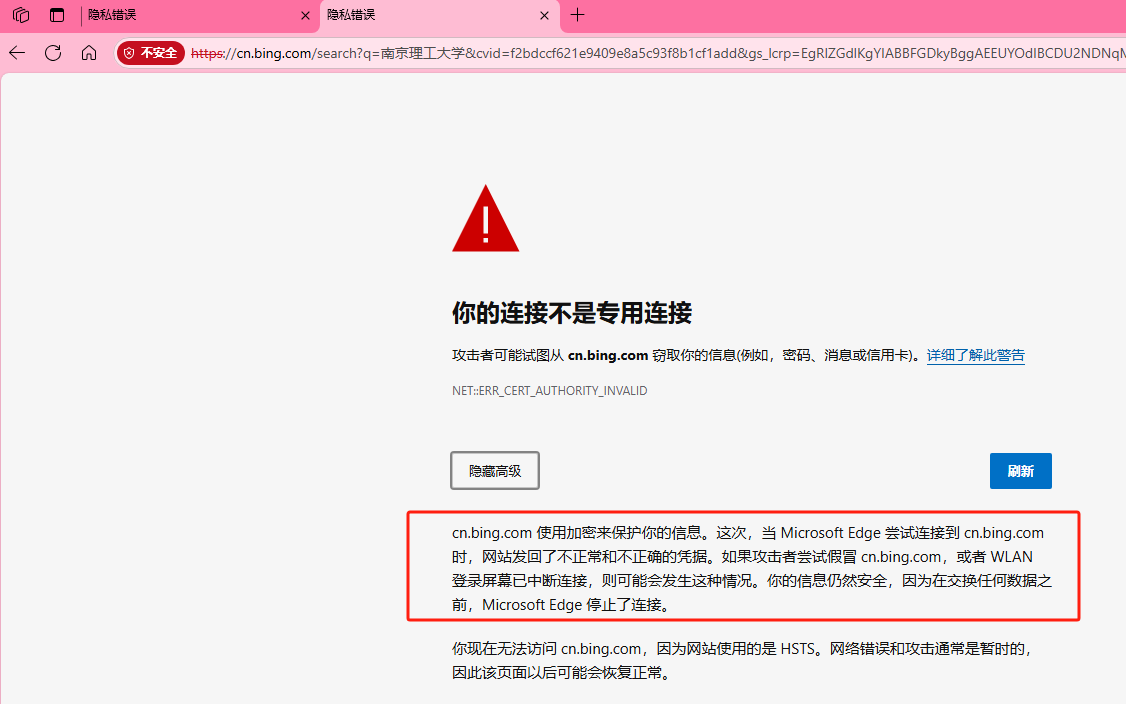 隐私错误
隐私错误
不安全 https://cn.bing.com/search?q=南京理工大学&cvid=f2bdccf621e9409e8a5c93f8b1cf1add&gs_lcrp=EgRlZGdlKgYIABBFGDkyBggAEEUYOdIBCDU2NDNqM
你的连接不是专用连接
攻击者可能试图从 cn.bing.com 窃取你的信息(例如，密码、消息或信用卡)。详细了解此警告
NET::ERR_CERT_AUTHORITY_INVALID
隐藏高级
刷新
cn.bing.com 使用加密来保护你的信息。这次，当 Microsoft Edge 尝试连接到 cn.bing.com
时，网站发回了不正常和不正确的凭据。如果攻击者尝试假冒 cn.bing.com，或者 WLAN
登录屏幕已中断连接，则可能会发生这种情况。你的信息仍然安全，因为在交换任何数据之
前，Microsoft Edge 停止了连接。
你现在无法访问 cn.bing.com，因为网站使用的是 HSTS。网络错误和攻击通常是暂时的，
因此该页面以后可能会恢复正常。